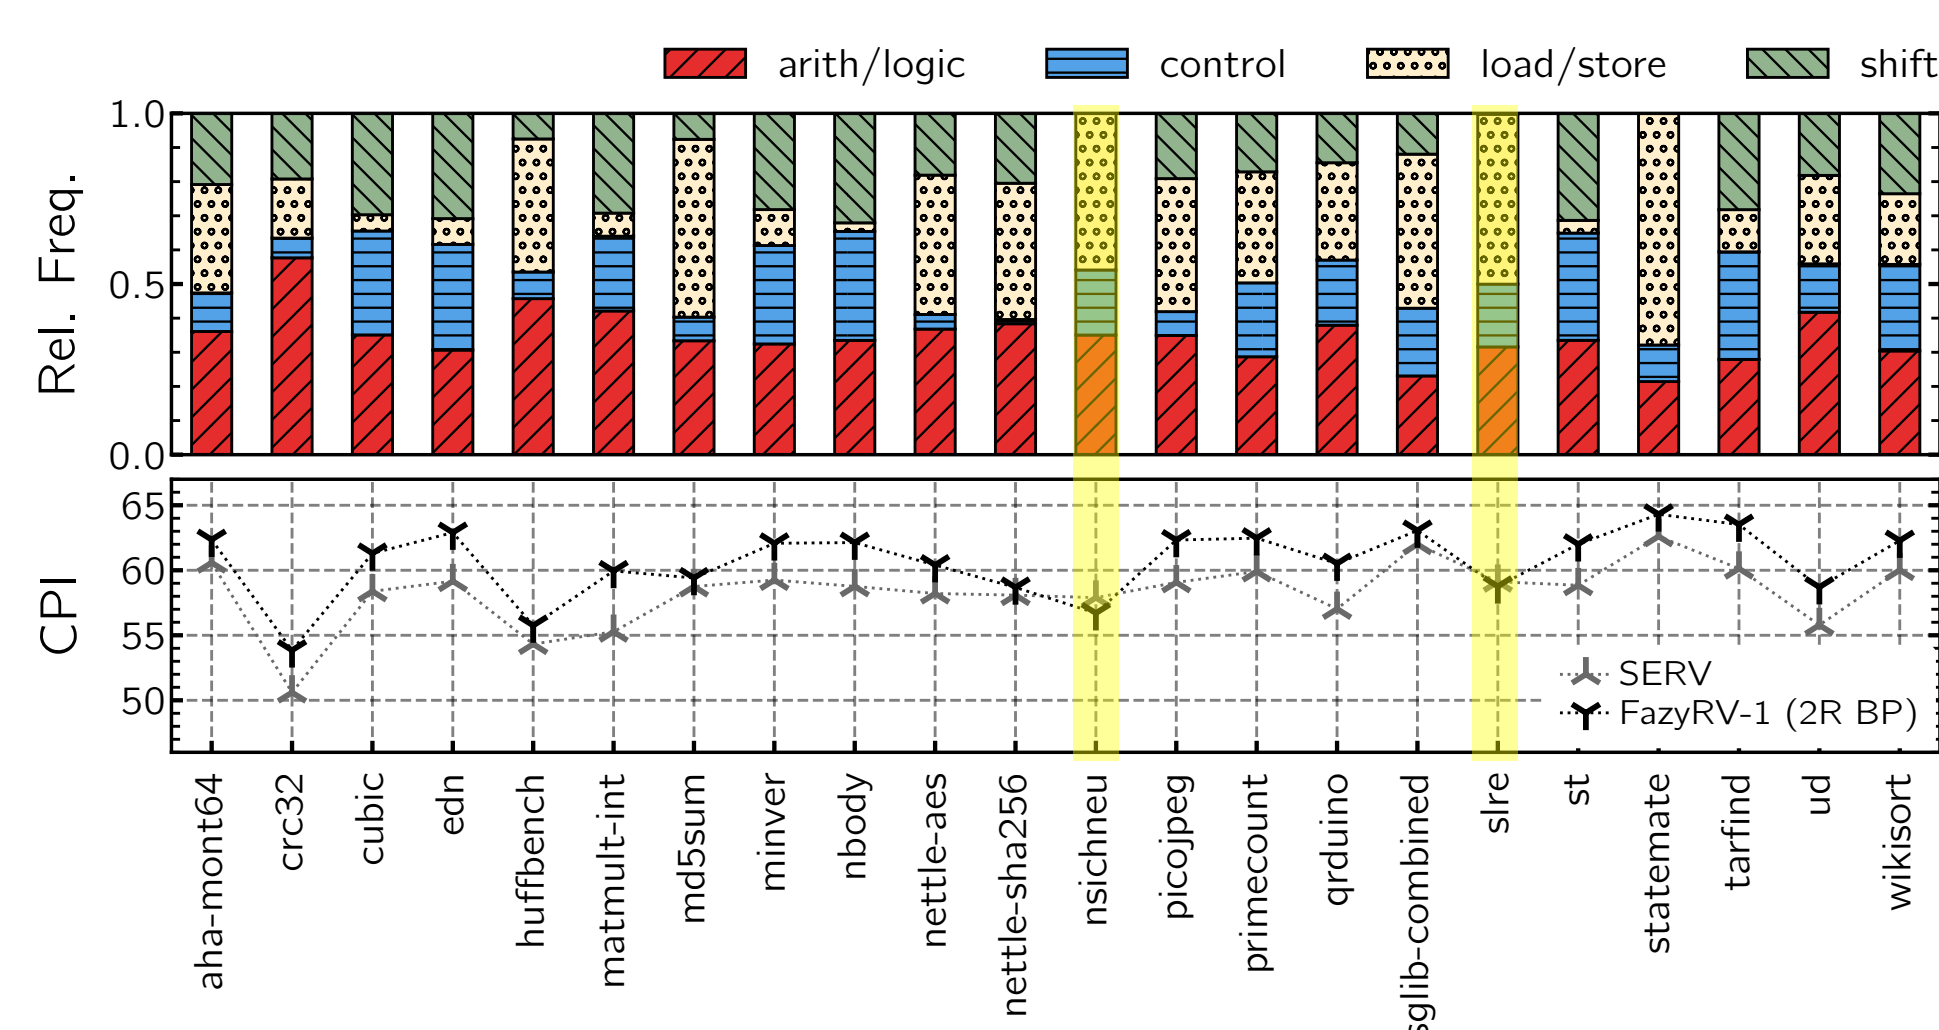 arith/logic control load/store shift
1.0
0.5
0.0
Rel. Freq.
65
60
55
50
CPI
SERV
FazyRV-1 (2R BP)
aha-mont64
crc32
cubic
edn
huffbench
matmult-int
md5sum
minver
nbody
nettle-aes
nettle-sha256
nsichneu
picojpeg
primecount
qrduino
sglib-combined
slre
st
statemate
tarfind
ud
wikisort